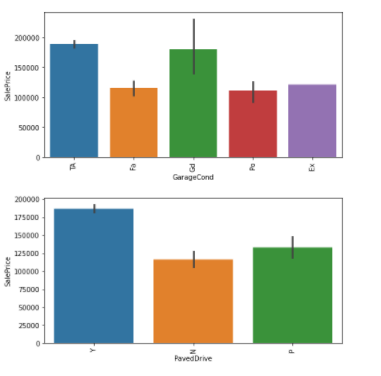 200000
150000
100000
50000
0
SalePrice
TA
Fa
Gd
Po
Ex
GarageCond
200000
175000
150000
125000
100000
75000
50000
25000
0
SalePrice
Y
N
P
PavedDrive